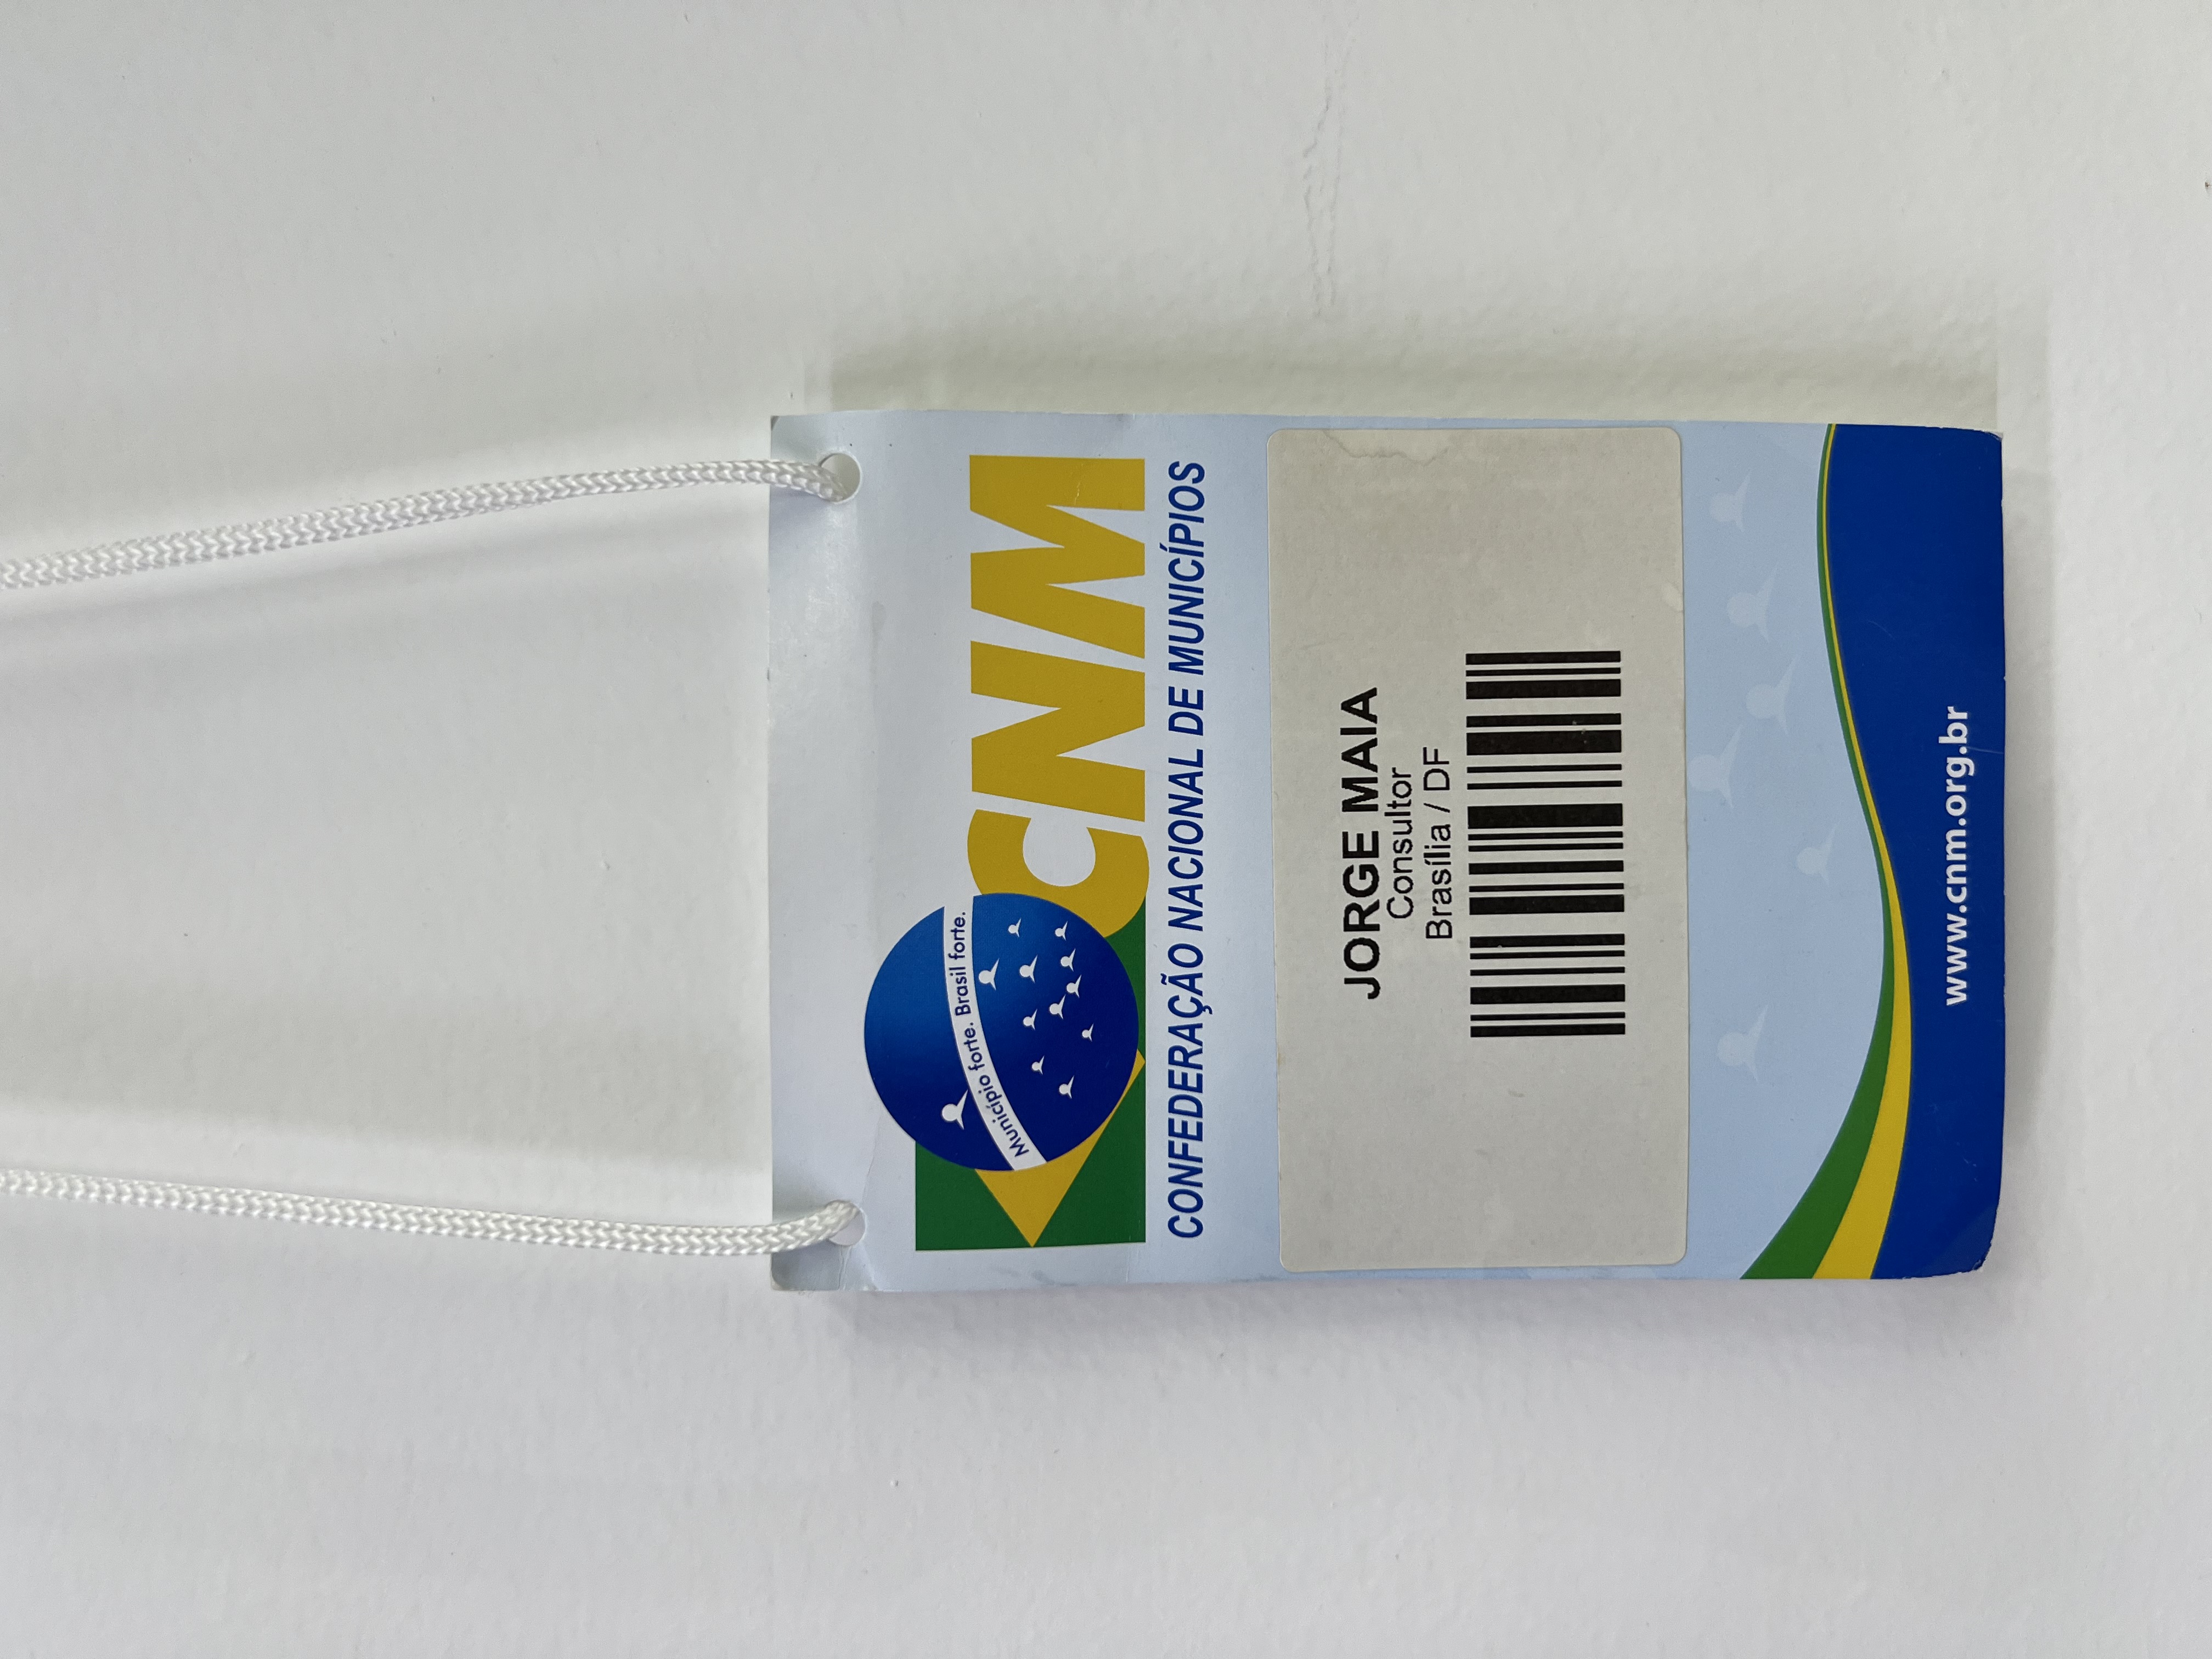 Município forte. Brasil forte.
CNM
CONFEDERAÇÃO NACIONAL DE MUNICÍPIOS
JORGE MAIA
Consultor
Brasília / DF
www.cnm.org.br